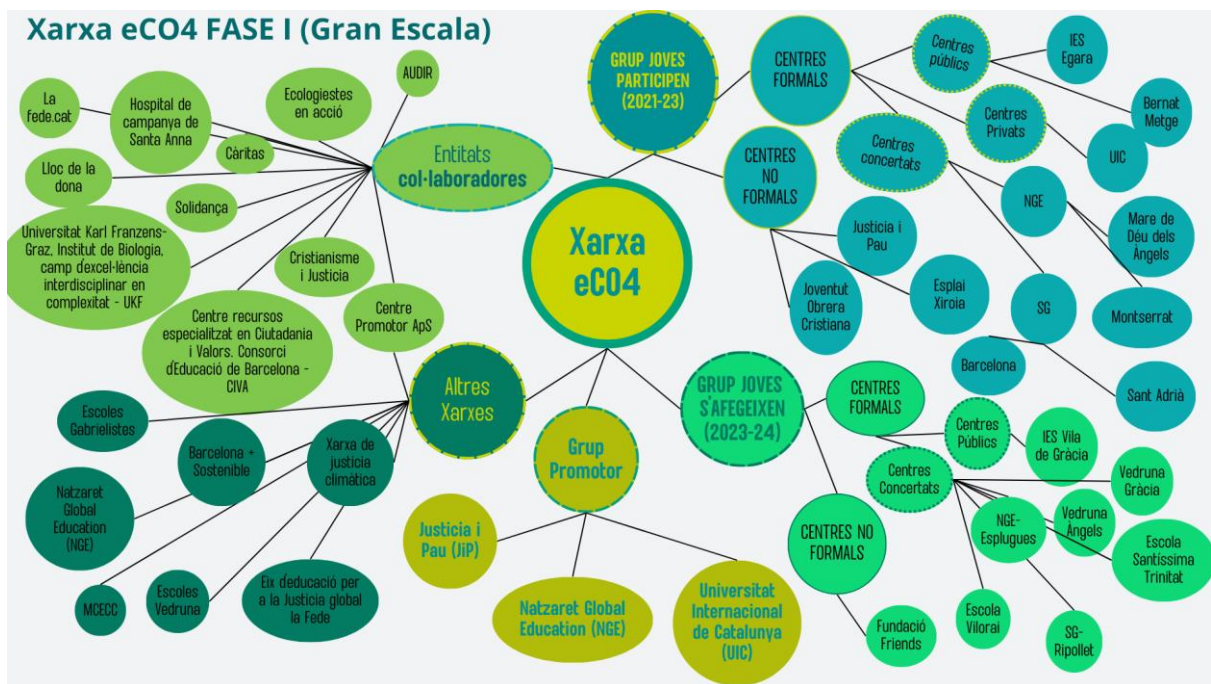 Xarxa eCO4 FASE I (Gran Escala)
La
fede.cat
Hospital de
campanya de
Santa Anna
Ecologiestes
en acció
AUDIR
Càritas
Lloc de la
dona
Solidança
Entitats
col·laboradores
Universitat Karl Franzens-
Graz, Institut de Biologia,
camp d'excel·lència
interdisciplinar en
complexitat - UKF
Cristianisme
i Justicia
Centre recursos
especialitzat en Ciutadania
i Valors. Consorci
d'Educació de Barcelona -
CIVA
Centre
Promotor ApS
Xarxa
eCO4
GRUP JOVES
PARTICIPEN
(2021-23)
CENTRES
FORMALS
Centres
públics
IES
Egara
Bernat
Metge
Centres
Privats
UIC
Centres
concertats
NGE
Mare de
Déu dels
Àngels
Montserrat
SG
Barcelona
Sant Adrià
CENTRES
NO
FORMALS
Justicia i
Pau
Joventut
Obrera
Cristiana
Esplai
Xiroia
Altres
Xarxes
Escoles
Gabrielistes
Barcelona +
Sostenible
Xarxa de
justícia
climàtica
Natzaret
Global
Education
(NGE)
MCECC
Escoles
Vedruna
Eix d'educació per
a la Justícia global
la Fede
Grup
Promotor
Justicia i
Pau (JiP)
Natzaret Global
Education (NGE)
Universitat
Internacional
de Catalunya
(UIC)
GRUP JOVES
S'AFEGEIXEN
(2023-24)
CENTRES
FORMALS
Centres
Públics
IES Vila
de Gràcia
Centres
Concertats
Vedruna
Gràcia
NGE-
Esplugues
Vedruna
Àngels
Escola
Santíssima
Trinitat
Escola
Vilorai
SG-
Ripollet
CENTRES NO
FORMALS
Fundació
Friends